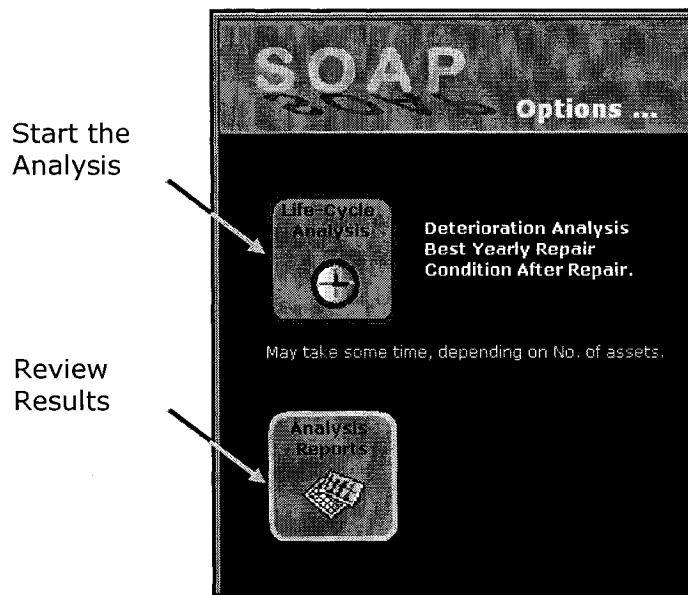 SOAP
Options ...
Start the
Analysis
Life-Cycle
Analysis
Deterioration Analysis
Best Yearly Repair
Condition After Repair.
May take some time, depending on No. of assets.
Review
Results
Analysis
Reports